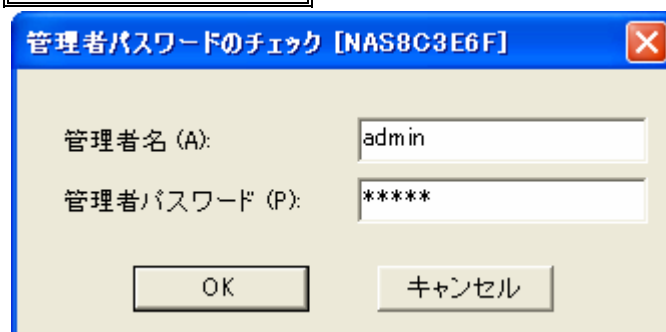 管理者パスワードのチェック [NAS8C3E6F]
管理者名 (A): admin
管理者パスワード (P): *****
OK キャンセル